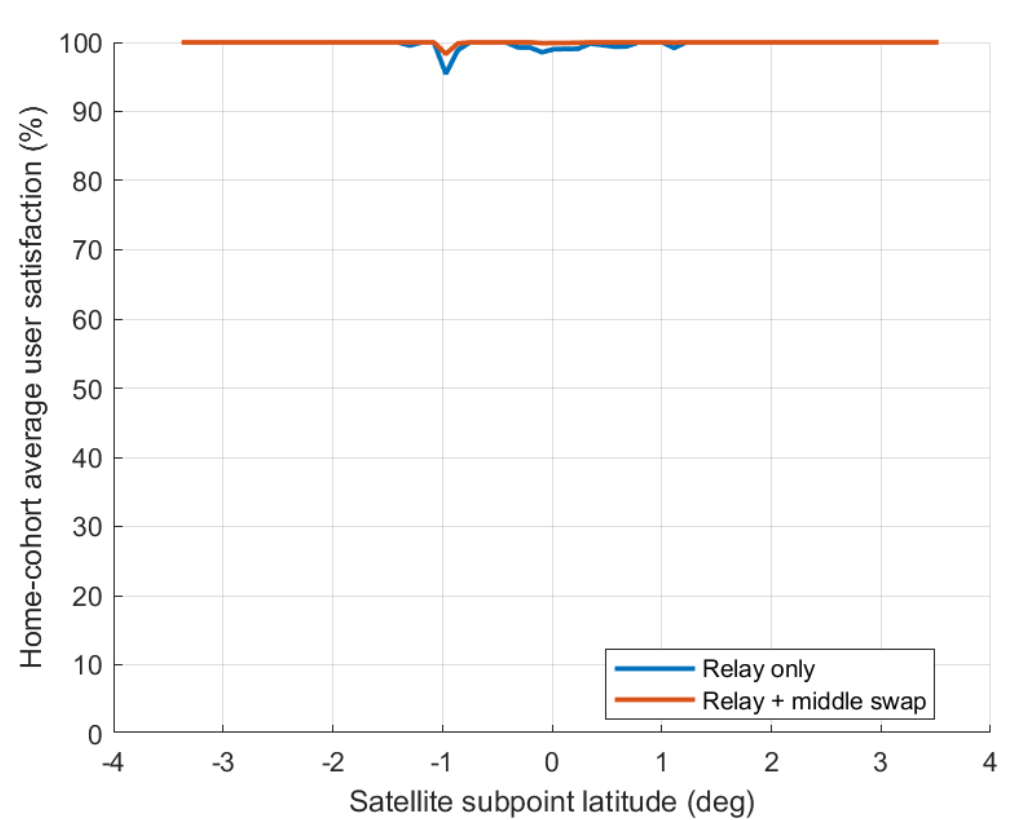 100
90
80
70
60
50
40
30
20
10
0
Home-cohort average user satisfaction (%)
Relay only
Relay + middle swap
-4 -3 -2 -1 0 1 2 3 4
Satellite subpoint latitude (deg)